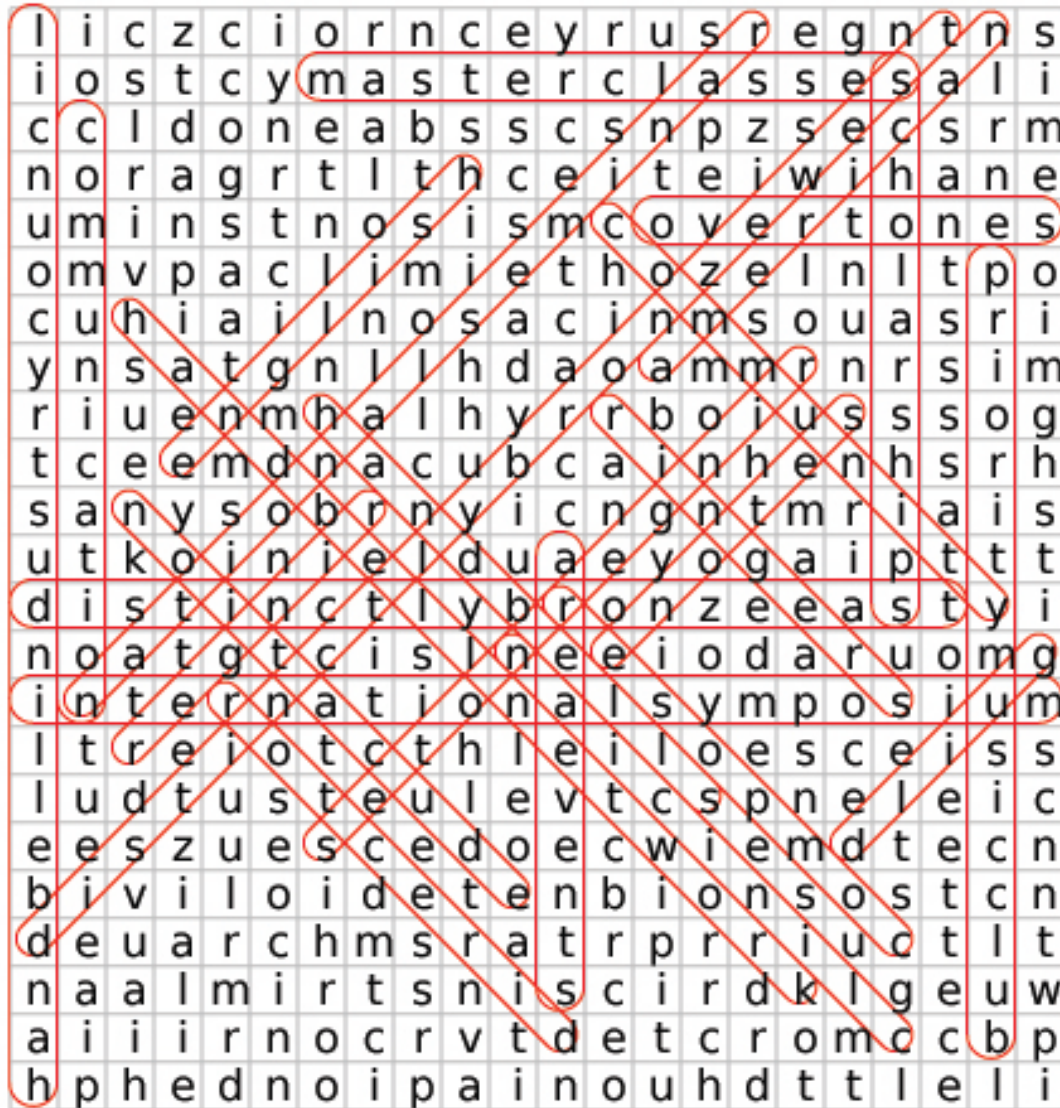 l i c z c i o r n c e y r u s r e g n t n s
i o s t c y m a s t e r c l a s s e s a l i
c c l d o n e a b s s c s n p z s e c s r m
n o r a g r t l t h c e i t e i w i h a n e
u m i n s t n o s i s m c o v e r t o n e s
o m v p a c l i m i e t h o z e l n l t p o
c u h i a i l n o s a c i n m s o u a s r i
y n s a t g n l l h d a o a m m r n r s i m
r i u e n m h a l h y r r b o i u s s s o g
t c e e m d n a c u b c a i n h e n h s r h
s a n y s o b r n y i c n g n t m r i a i s
u t k o i n i e l d u a e y o g a i p t t t
d i s t i n c t l y b r o n z e e a s t y i
n o a t g t c i s l n e e i o d a r u o m g
i n t e r n a t i o n a l s y m p o s i u m
l t r e i o t c t h l e i l o e s c e i s s
l u d t u s t e u l e v t c s p n e l e i c
e e s z u e s c e d o e c w i e m d t e c n
b i v i l o i d e t e n b i o n s o s t c n
d e u a r c h m s r a t r p r r i u c t l t
n a a l m i r t s n i s c i r d k l g e u w
a i i i r n o c r v t d e t c r o m c c b p
h p h e d n o i p a i n o u h d t t l e l i